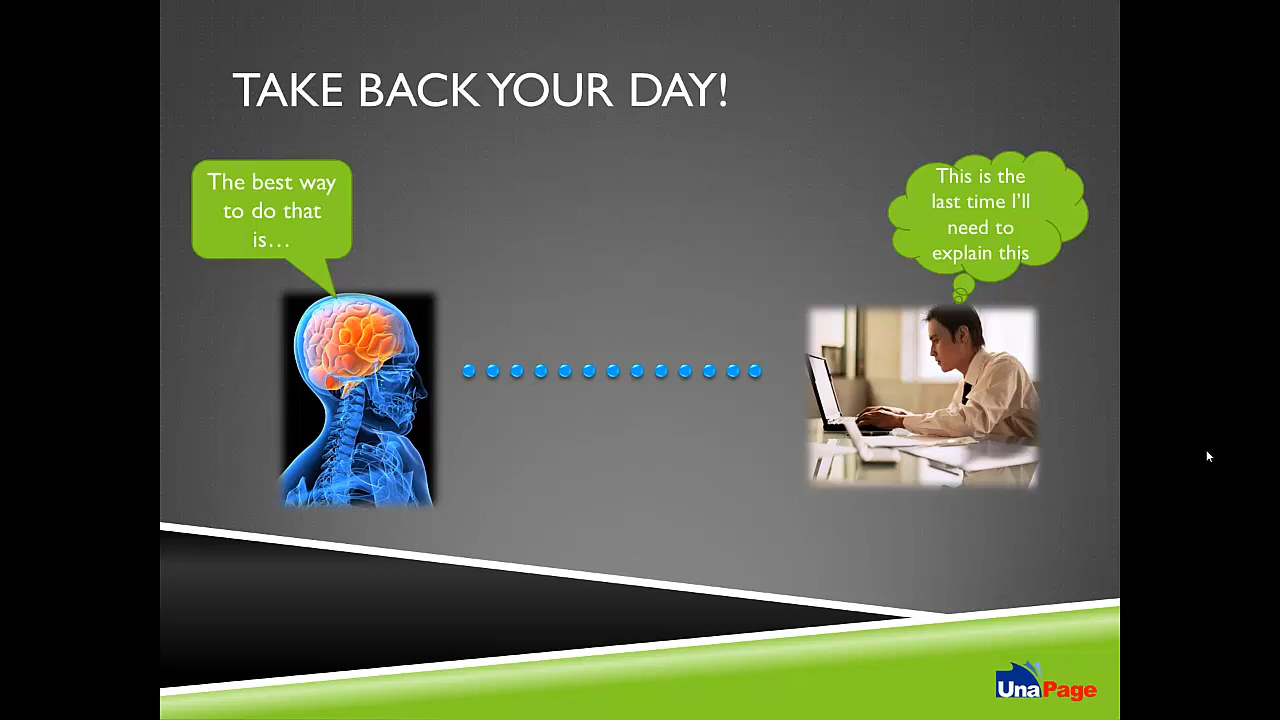 TAKE BACK YOUR DAY!
The best way
to do that
is...
This is the
last time I'll
need to
explain this
UnaPage